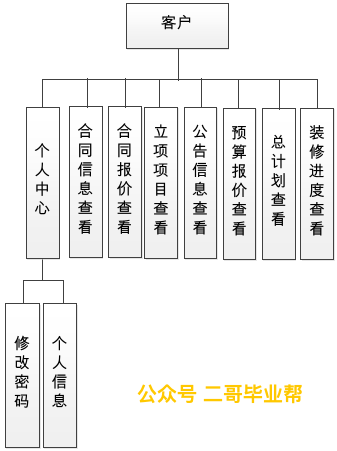 客户
个人中心
合同信息查看
合同报价查看
立项项目查看
公告信息查看
预算报价查看
总计划查看
装修进度查看
修改密码
个人信息
公众号 二哥毕业帮